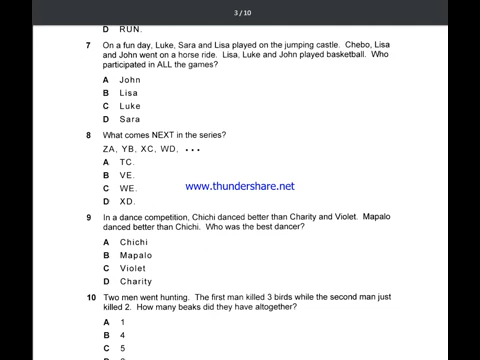 3 / 10
D RUN.
7 On a fun day, Luke, Sara and Lisa played on the jumping castle. Chebo, Lisa
and John went on a horse ride. Lisa, Luke and John played basketball. Who
participated in ALL the games?
A John
B Lisa
C Luke
D Sara
8 What comes NEXT in the series?
ZA, YB, XC, WD, •••
A TC.
B VE.
C WE.
D XD.
www.thundershare.net
9 In a dance competition, Chichi danced better than Charity and Violet. Mapalo
danced better than Chichi. Who was the best dancer?
A Chichi
B Mapalo
C Violet
D Charity
10 Two men went hunting. The first man killed 3 birds while the second man just
killed 2. How many beaks did they have altogether?
A 1
B 4
C 5